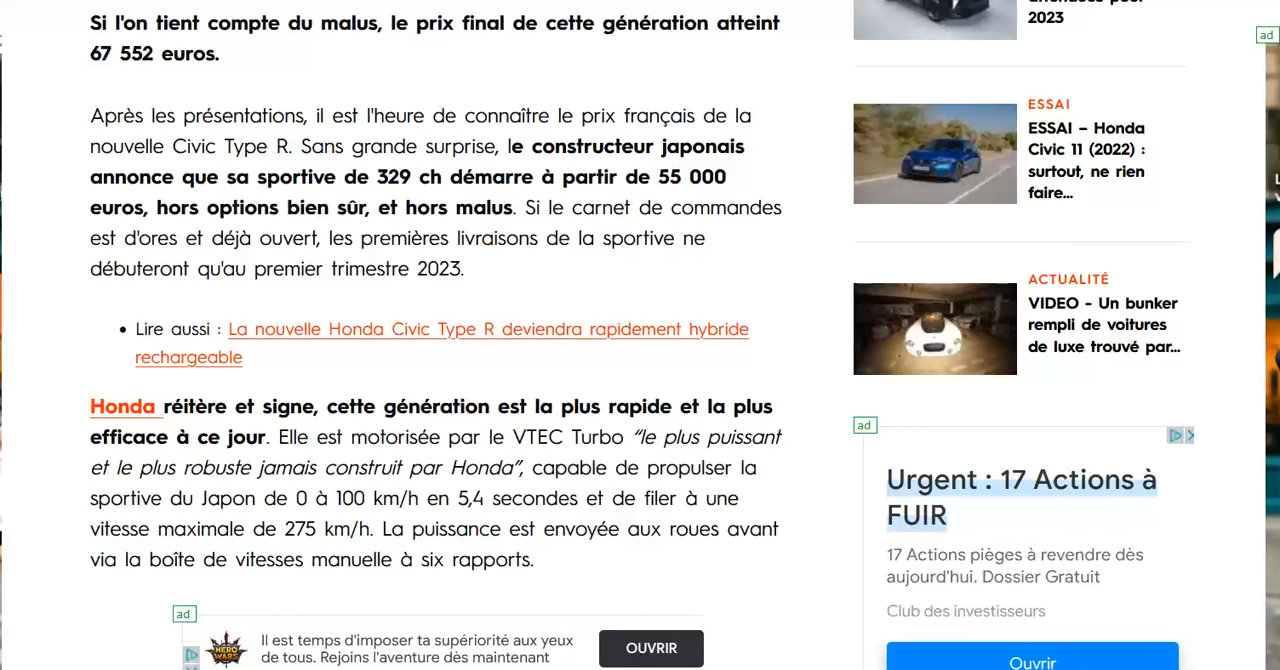 Si l'on tient compte du malus, le prix final de cette génération atteint
67 552 euros.
Après les présentations, il est l'heure de connaître le prix français de la
nouvelle Civic Type R. Sans grande surprise, le constructeur japonais
annonce que sa sportive de 329 ch démarre à partir de 55 000
euros, hors options bien sûr, et hors malus. Si le carnet de commandes
est d'ores et déjà ouvert, les premières livraisons de la sportive ne
débuteront qu'au premier trimestre 2023.
• Lire aussi : La nouvelle Honda Civic Type R deviendra rapidement hybride
rechargeable
Honda réitère et signe, cette génération est la plus rapide et la plus
efficace à ce jour. Elle est motorisée par le VTEC Turbo “le plus puissant
et le plus robuste jamais construit par Honda”, capable de propulser la
sportive du Japon de 0 à 100 km/h en 5,4 secondes et de filer à une
vitesse maximale de 275 km/h. La puissance est envoyée aux roues avant
via la boîte de vitesses manuelle à six rapports.
ad
HERO
WARS
Il est temps d'imposer ta supériorité aux yeux
de tous. Rejoins l'aventure dès maintenant
OUVRIR
2023
ad
ESSAI
ESSAI – Honda
Civic 11 (2022) :
surtout, ne rien
faire...
ACTUALITÉ
VIDEO - Un bunker
rempli de voitures
de luxe trouvé par...
ad
Urgent : 17 Actions à
FUIR
17 Actions pièges à revendre dès
aujourd'hui. Dossier Gratuit
Club des investisseurs
Ouvrir